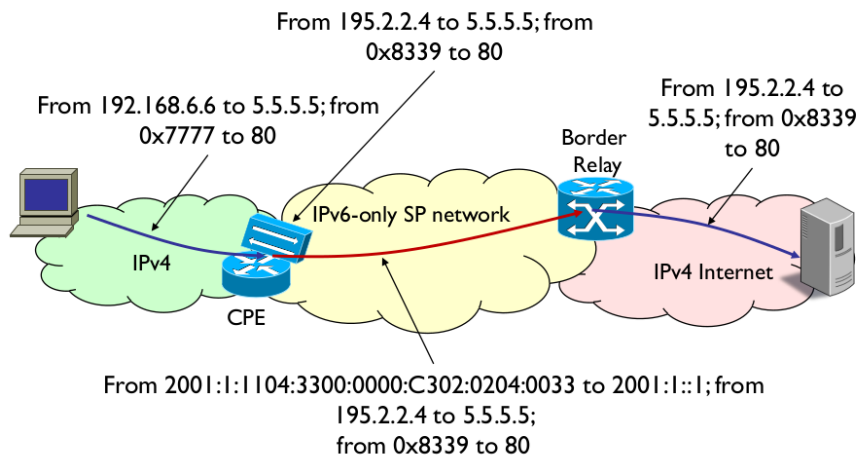 From 195.2.2.4 to 5.5.5.5; from
0x8339 to 80
From 192.168.6.6 to 5.5.5.5; from
0x7777 to 80
From 195.2.2.4 to
5.5.5.5; from 0x8339
to 80
Border
Relay
IPv6-only SP network
IPv4
IPv4 Internet
CPE
From 2001:1:1104:3300:0000:C302:0204:0033 to 2001:1::1; from
195.2.2.4 to 5.5.5.5;
from 0x8339 to 80